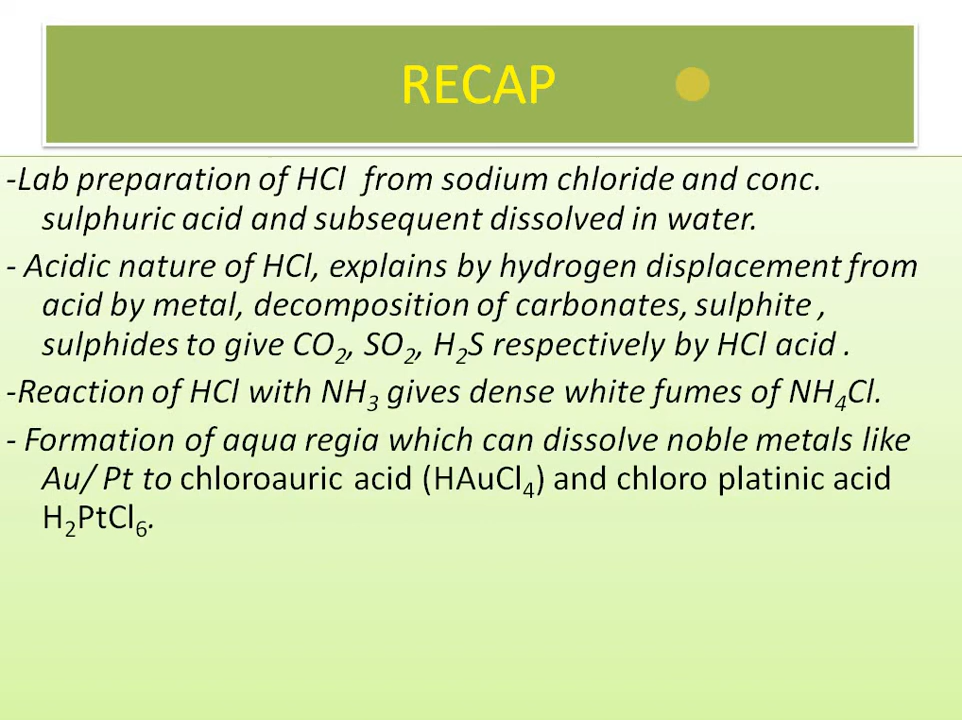 RECAP
-Lab preparation of HCl from sodium chloride and conc.
sulphuric acid and subsequent dissolved in water.
- Acidic nature of HCl, explains by hydrogen displacement from
acid by metal, decomposition of carbonates, sulphite ,
sulphides to give CO₂, SO₂, H₂S respectively by HCl acid .
-Reaction of HCl with NH₃ gives dense white fumes of NH₄Cl.
- Formation of aqua regia which can dissolve noble metals like
Au/ Pt to chloroauric acid (HAuCl₄) and chloro platinic acid
H₂PtCl₆.